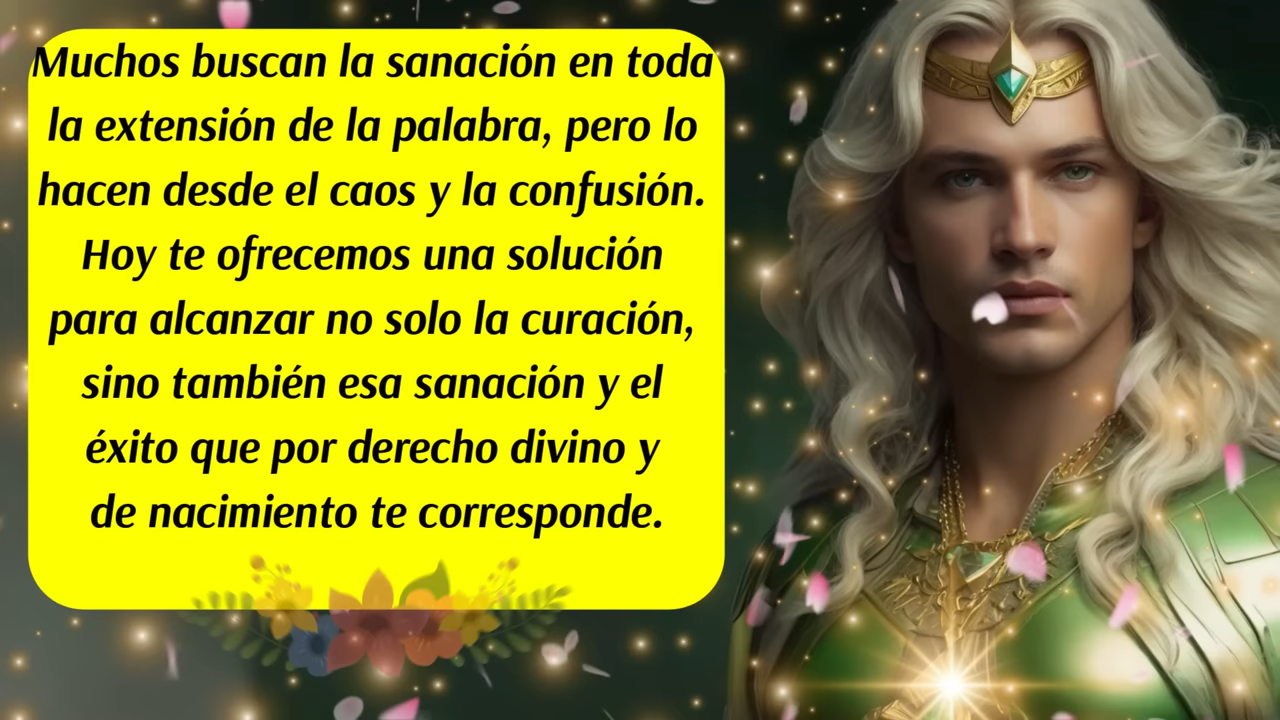 Muchos buscan la sanación en toda
la extensión de la palabra, pero lo
hacen desde el caos y la confusión.
Hoy te ofrecemos una solución
para alcanzar no solo la curación,
sino también esa sanación y el
éxito que por derecho divino y
de nacimiento te corresponde.